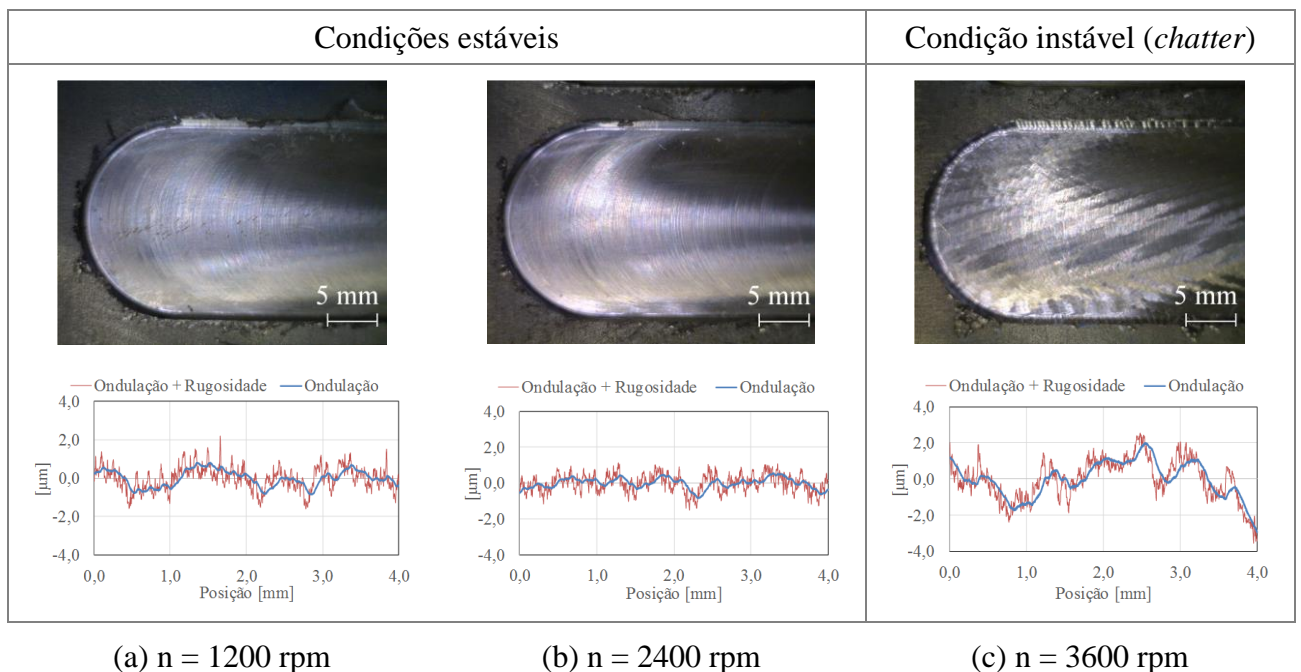 Condições estáveis
Condição instável (chatter)
5 mm
5 mm
5 mm
Ondulação + Rugosidade Ondulação
4,0
2,0
0,0
-2,0
-4,0
[µm]
0,0 1,0 2,0 3,0 4,0
Posição [mm]
Ondulação + Rugosidade Ondulação
4,0
2,0
0,0
-2,0
-4,0
[µm]
0,0 1,0 2,0 3,0 4,0
Posição [mm]
Ondulação + Rugosidade Ondulação
4,0
2,0
0,0
-2,0
-4,0
[µm]
0,0 1,0 2,0 3,0 4,0
Posição [mm]
(a) n = 1200 rpm
(b) n = 2400 rpm
(c) n = 3600 rpm